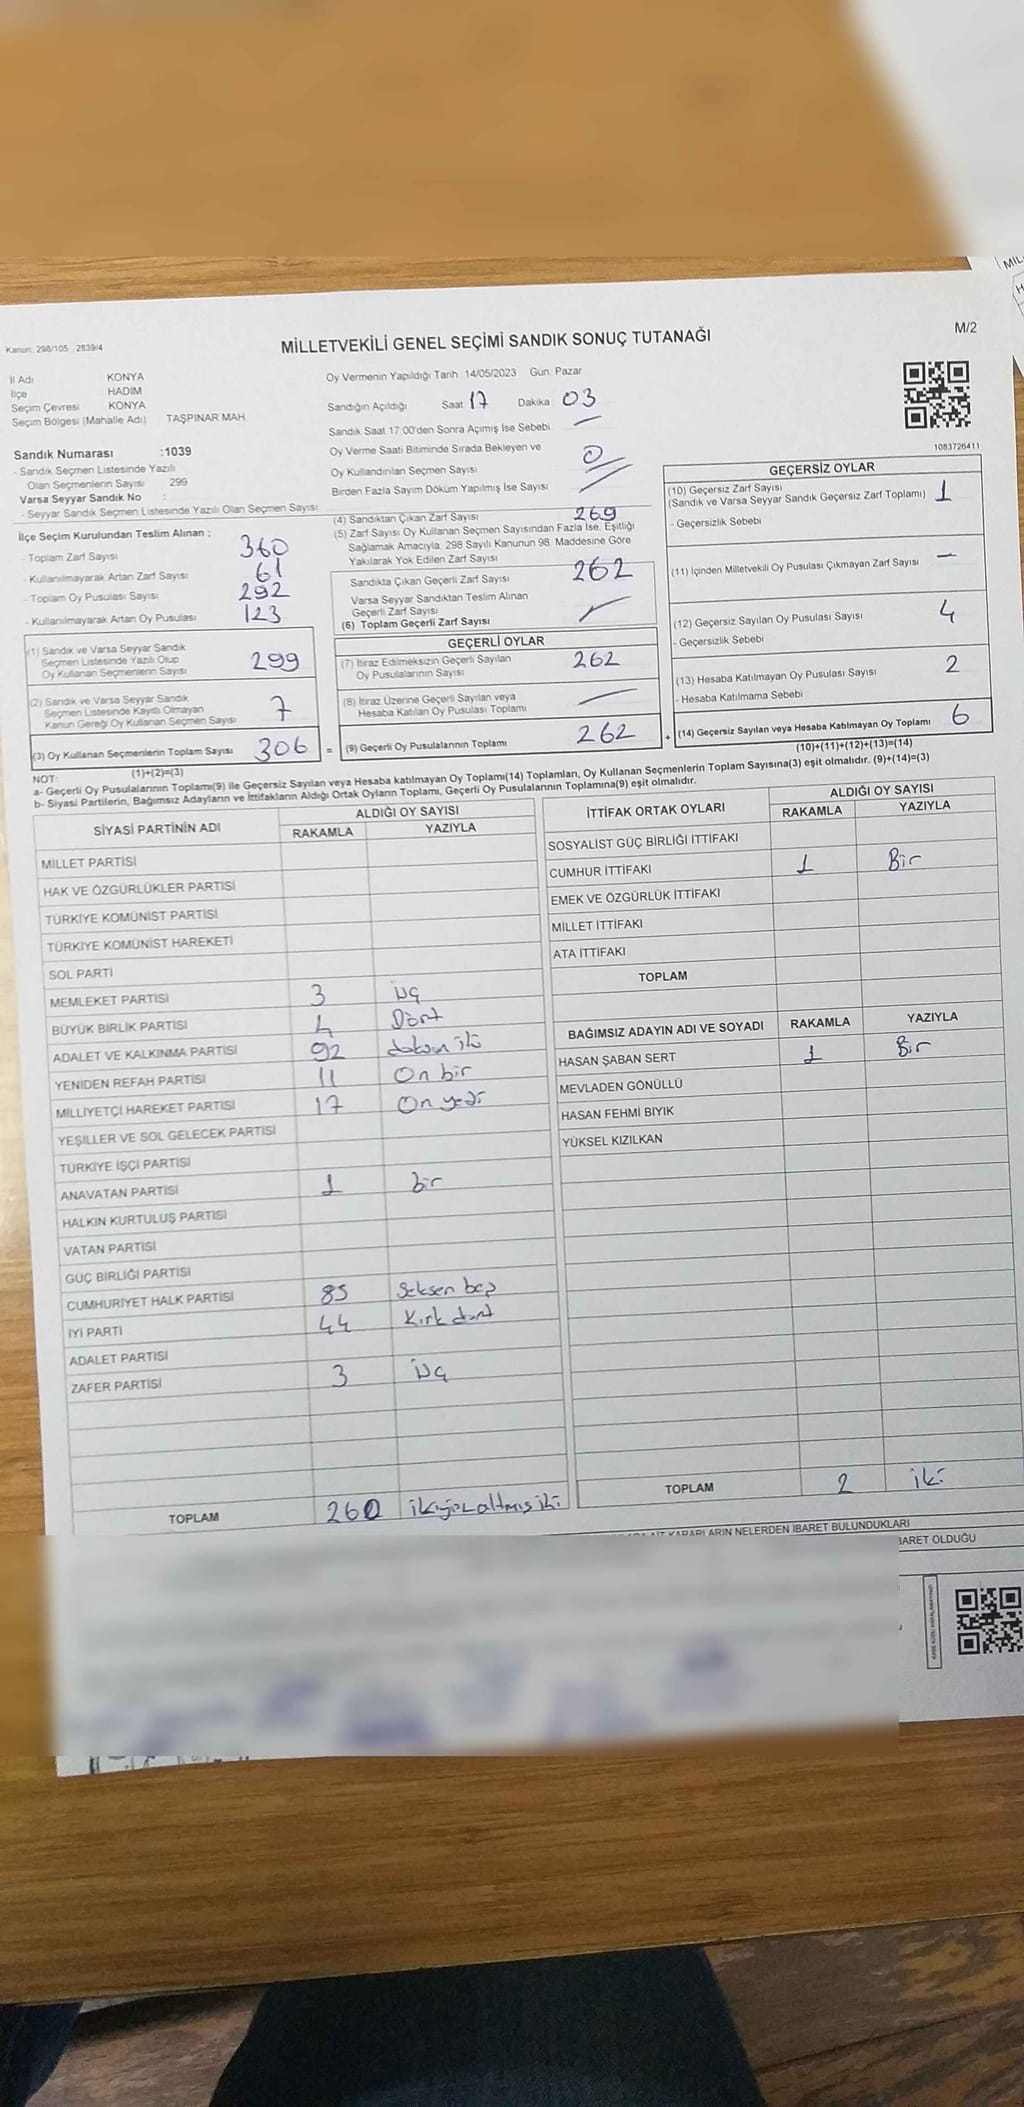 MİL
H
Kanun: 298/105 , 2839/4
MİLLETVEKİLİ GENEL SEÇİMİ SANDIK SONUÇ TUTANAĞI
M/2
İl Adı KONYA
İlçe HADIM
Seçim Çevresi KONYA
Seçim Bölgesi (Mahalle Adı) TAŞPINAR MAH.
Sandık Numarası :1039
- Sandık Seçmen Listesinde Yazılı
Olan Seçmenlerin Sayısı 299
Varsa Seyyar Sandık No :
- Seyyar Sandık Seçmen Listesinde Yazılı Olan Seçmen Sayısı:
Oy Vermenin Yapıldığı Tarih 14/05/2023 Gün Pazar
Sandığın Açıldığı Saat 17 Dakika 03
Sandık Saat 17:00'den Sonra Açımış İse Sebebi —
Oy Verme Saati Bitiminde Sırada Bekleyen ve
Oy Kullandırılan Seçmen Sayısı 0
Birden Fazla Sayım Döküm Yapılmış İse Sayısı
1083726411
İlçe Seçim Kurulundan Teslim Alınan :
- Toplam Zarf Sayısı 360
- Kullanılmayarak Artan Zarf Sayısı 61
- Toplam Oy Pusulası Sayısı 292
- Kullanılmayarak Artan Oy Pusulası 123
(1) Sandık ve Varsa Seyyar Sandık
Seçmen Listesinde Yazılı Olup
Oy Kullanan Seçmenlerin Sayısı 299
(2) Sandık ve Varsa Seyyar Sandık
Seçmen Listesinde Kayıtlı Olmayan
Kanun Gereği Oy Kullanan Seçmen Sayısı 7
(3) Oy Kullanan Seçmenlerin Toplam Sayısı 306 =
(1)+(2)=(3)
(4) Sandıktan Çıkan Zarf Sayısı 269
(5) Zarf Sayısı Oy Kullanan Seçmen Sayısından Fazla İse, Eşitliği
Sağlamak Amacıyla, 298 Sayılı Kanunun 98. Maddesine Göre
Yakılarak Yok Edilen Zarf Sayısı
Sandıkta Çıkan Geçerli Zarf Sayısı 262
Varsa Seyyar Sandıktan Teslim Alınan
Geçerli Zarf Sayısı
(6) Toplam Geçerli Zarf Sayısı
GEÇERLİ OYLAR
(7) İtiraz Edilmeksizin Geçerli Sayılan
Oy Pusulalarının Sayısı 262
(8) İtiraz Üzerine Geçerli Sayılan veya
Hesaba Katılan Oy Pusulası Toplamı —
(9) Geçerli Oy Pusulalarının Toplamı 262 +
GEÇERSİZ OYLAR
(10) Geçersiz Zarf Sayısı
(Sandık ve Varsa Seyyar Sandık Geçersiz Zarf Toplamı) 1
- Geçersizlik Sebebi
(11) İçinden Milletvekili Oy Pusulası Çıkmayan Zarf Sayısı —
(12) Geçersiz Sayılan Oy Pusulası Sayısı 4
- Geçersizlik Sebebi
(13) Hesaba Katılmayan Oy Pusulası Sayısı 2
- Hesaba Katılmama Sebebi
(14) Geçersiz Sayılan veya Hesaba Katılmayan Oy Toplamı 6
(10)+(11)+(12)+(13)=(14)
NOT:
a- Geçerli Oy Pusulalarının Toplamı(9) ile Geçersiz Sayılan veya Hesaba katılmayan Oy Toplamı(14) Toplamları, Oy Kullanan Seçmenlerin Toplam Sayısına(3) eşit olmalıdır. (9)+(14)=(3)
b- Siyasi Partilerin, Bağımsız Adayların ve İttifakların Aldığı Ortak Oyların Toplamı, Geçerli Oy Pusulalarının Toplamına(9) eşit olmalıdır.
SİYASİ PARTİNİN ADI ALDIĞI OY SAYISI
RAKAMLA YAZIYLA
MİLLET PARTİSİ
HAK VE ÖZGÜRLÜKLER PARTİSİ
TÜRKİYE KOMÜNİST PARTİSİ
TÜRKİYE KOMÜNİST HAREKETİ
SOL PARTİ
MEMLEKET PARTİSİ 3 üç
BÜYÜK BİRLİK PARTİSİ 4 Dört
ADALET VE KALKINMA PARTİSİ 92 doksan iki
YENİDEN REFAH PARTİSİ 11 On bir
MİLLİYETÇİ HAREKET PARTİSİ 17 On yedi
YEŞİLLER VE SOL GELECEK PARTİSİ
TÜRKİYE İŞÇİ PARTİSİ
ANAVATAN PARTİSİ 1 bir
HALKIN KURTULUŞ PARTİSİ
VATAN PARTİSİ
GÜÇ BİRLİĞİ PARTİSİ
CUMHURİYET HALK PARTİSİ 85 Seksen beş
İYİ PARTİ 44 Kırk dört
ADALET PARTİSİ
ZAFER PARTİSİ 3 üç
TOPLAM 260 ikiyüz altmış iki
İTTİFAK ORTAK OYLARI ALDIĞI OY SAYISI
RAKAMLA YAZIYLA
SOSYALİST GÜÇ BİRLİĞİ İTTİFAKI
CUMHUR İTTİFAKI 1 Bir
EMEK VE ÖZGÜRLÜK İTTİFAKI
MİLLET İTTİFAKI
ATA İTTİFAKI
TOPLAM
BAĞIMSIZ ADAYIN ADI VE SOYADI RAKAMLA YAZIYLA
HASAN ŞABAN SERT 1 Bir
MEVLADEN GÖNÜLLÜ
HASAN FEHMİ BIYIK
YÜKSEL KIZILKAN
TOPLAM 2 iki
KARARLARIN NELERDEN İBARET BULUNDUKLARI
BARET OLDUĞU